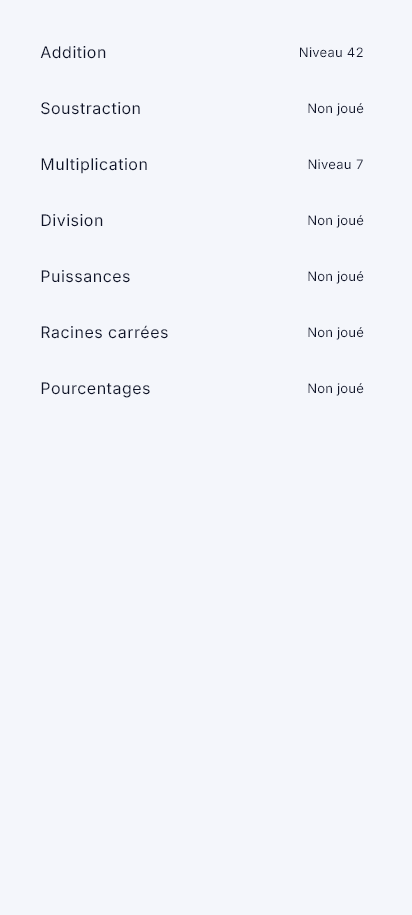 Addition Niveau 42
Soustraction Non joué
Multiplication Niveau 7
Division Non joué
Puissances Non joué
Racines carrées Non joué
Pourcentages Non joué